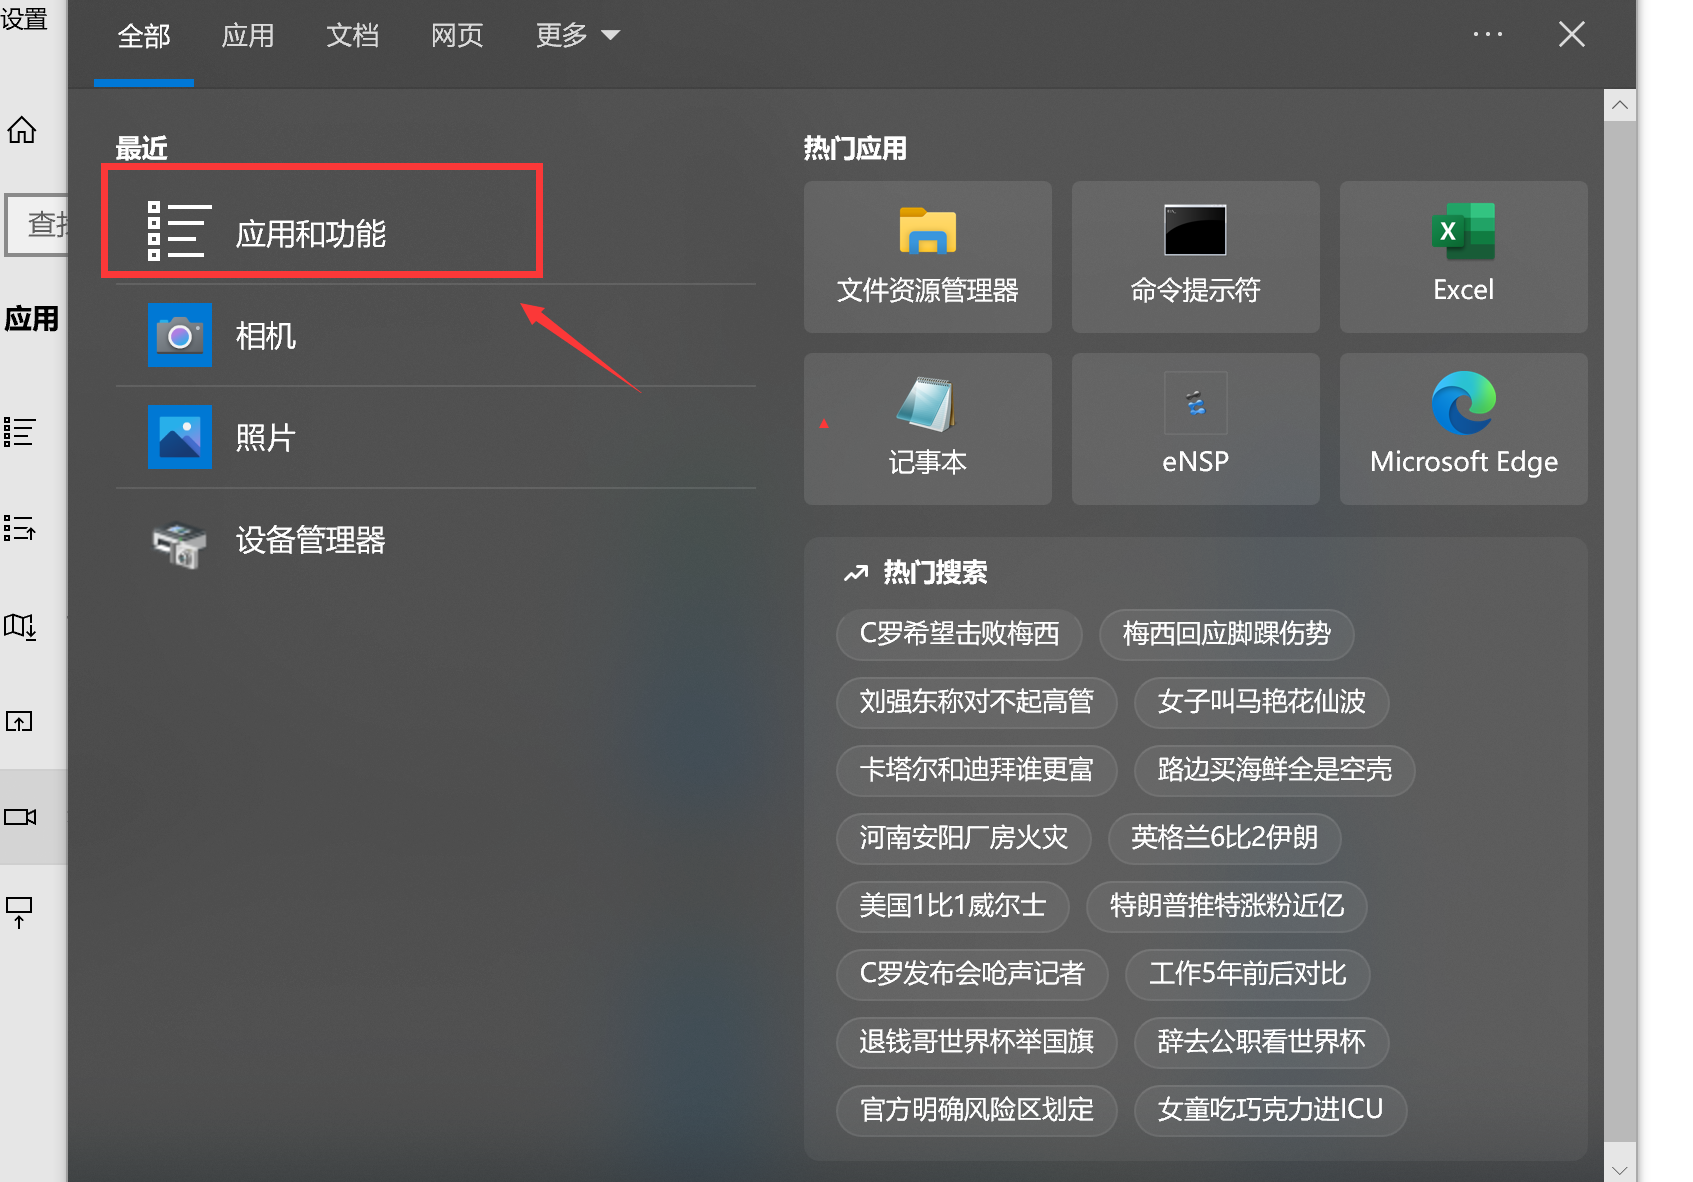 设置
全部 应用 文档 网页 更多
最近
应用和功能
相机
照片
设备管理器
查找
应用
热门应用
文件资源管理器 命令提示符 Excel
记事本 eNSP Microsoft Edge
热门搜索
C罗希望击败梅西 梅西回应脚踝伤势
刘强东称对不起高管 女子叫马艳花仙波
卡塔尔和迪拜谁更富 路边买海鲜全是空壳
河南安阳厂房火灾 英格兰6比2伊朗
美国1比1威尔士 特朗普推特涨粉近亿
C罗发布会呛声记者 工作5年前后对比
退钱哥世界杯举国旗 辞去公职看世界杯
官方明确风险区划定 女童吃巧克力进ICU